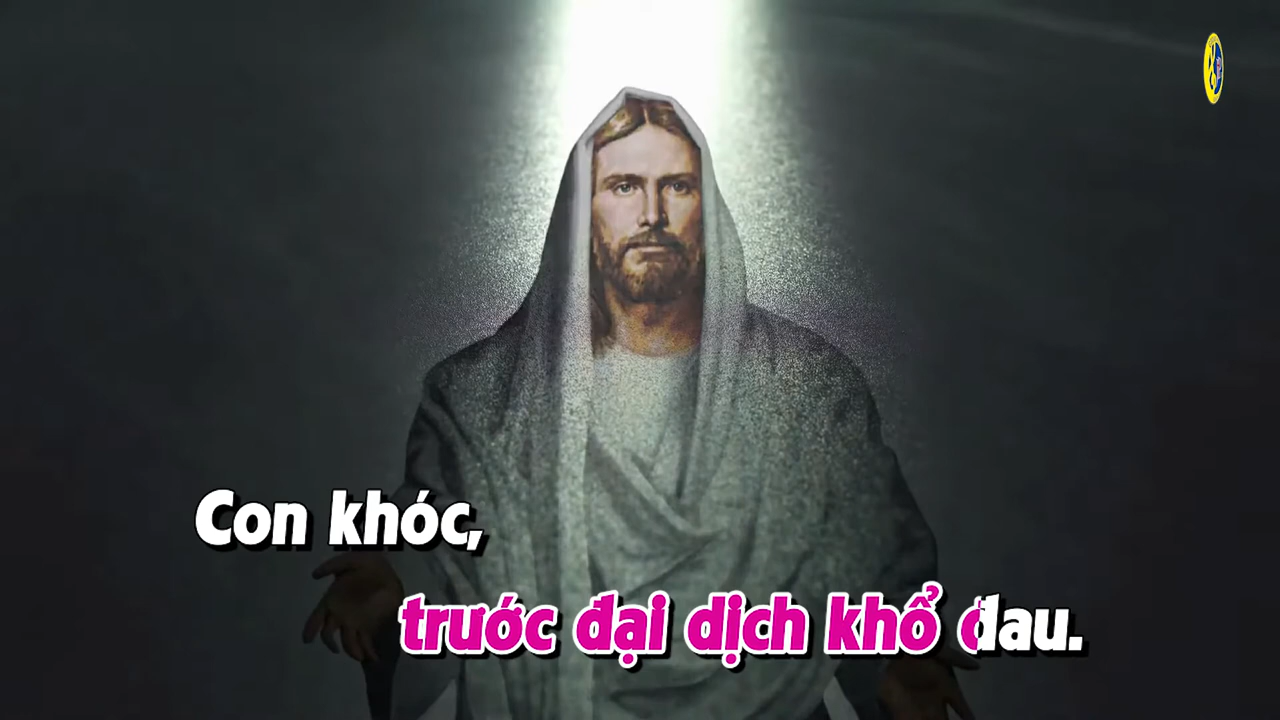 Con khóc,
trước đại dịch khổ đau.